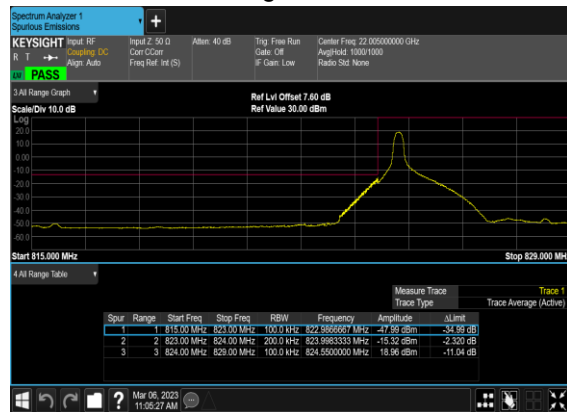 Spectrum Analyzer 1
Spurious Emissions
+
KEYSIGHT Input: RF Input Z: 50 Ω Atten: 40 dB Trig: Free Run Center Freq: 22.005000000 GHz
R T Coupling: DC Corr CCorr Gate: Off Avg|Hold: 1000/1000
Align: Auto Freq Ref: Int (S) IF Gain: Low Radio Std: None
LW PASS
3 All Range Graph
Ref Lvl Offset 7.60 dB
Scale/Div 10.0 dB Ref Value 30.00 dBm
Log
20.0
10.0
0.00
-10.0
-20.0
-30.0
-40.0
-50.0
-60.0
Start 815.000 MHz Stop 829.000 MH
4 All Range Table
Measure Trace Trace 1
Trace Type Trace Average (Active)
Spur Range Start Freq Stop Freq RBW Frequency Amplitude ΔLimit
1 1 815.00 MHz 823.00 MHz 100.0 kHz 822.9866667 MHz -47.99 dBm -34.99 dB
2 2 823.00 MHz 824.00 MHz 200.0 kHz 823.9983333 MHz -15.32 dBm -2.320 dB
3 3 824.00 MHz 829.00 MHz 100.0 kHz 824.5500000 MHz 18.96 dBm -11.04 dB
? Mar 06, 2023
11:05:27 AM